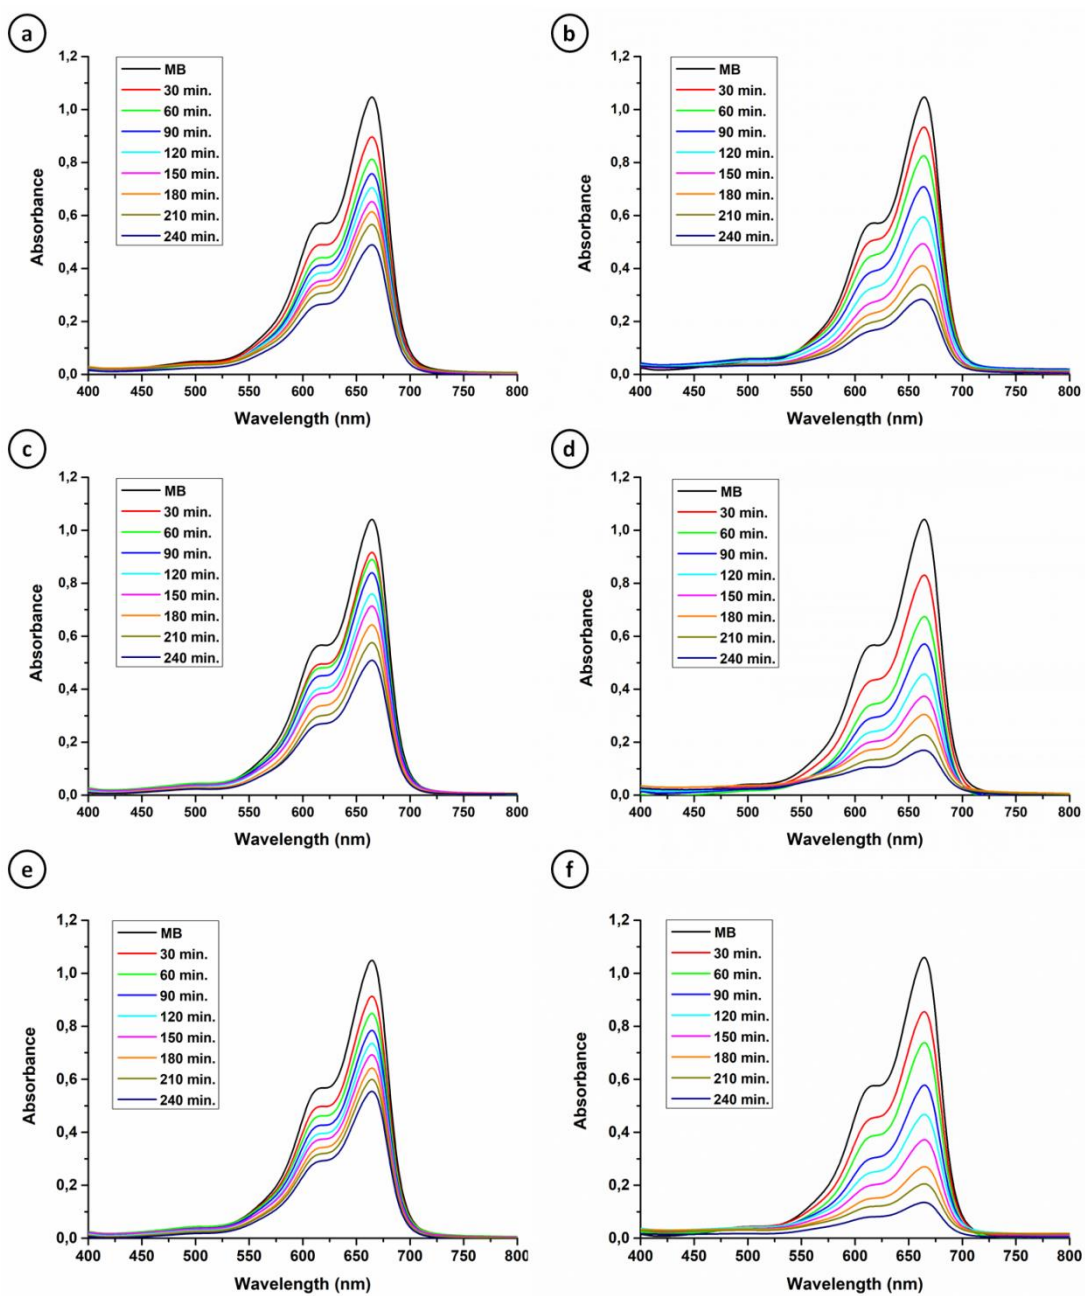 a
1,2
1,0
0,8
0,6
0,4
0,2
0,0
Absorbance
MB
30 min.
60 min.
90 min.
120 min.
150 min.
180 min.
210 min.
240 min.
400 450 500 550 600 650 700 750 800
Wavelength (nm)
b
1,2
1,0
0,8
0,6
0,4
0,2
0,0
Absorbance
MB
30 min.
60 min.
90 min.
120 min.
150 min.
180 min.
210 min.
240 min.
400 450 500 550 600 650 700 750 800
Wavelength (nm)
c
1,2
1,0
0,8
0,6
0,4
0,2
0,0
Absorbance
MB
30 min.
60 min.
90 min.
120 min.
150 min.
180 min.
210 min.
240 min.
400 450 500 550 600 650 700 750 800
Wavelength (nm)
d
1,2
1,0
0,8
0,6
0,4
0,2
0,0
Absorbance
MB
30 min.
60 min.
90 min.
120 min.
150 min.
180 min.
210 min.
240 min.
400 450 500 550 600 650 700 750 800
Wavelength (nm)
e
1,2
1,0
0,8
0,6
0,4
0,2
0,0
Absorbance
MB
30 min.
60 min.
90 min.
120 min.
150 min.
180 min.
210 min.
240 min.
400 450 500 550 600 650 700 750 800
Wavelength (nm)
f
1,2
1,0
0,8
0,6
0,4
0,2
0,0
Absorbance
MB
30 min.
60 min.
90 min.
120 min.
150 min.
180 min.
210 min.
240 min.
400 450 500 550 600 650 700 750 800
Wavelength (nm)